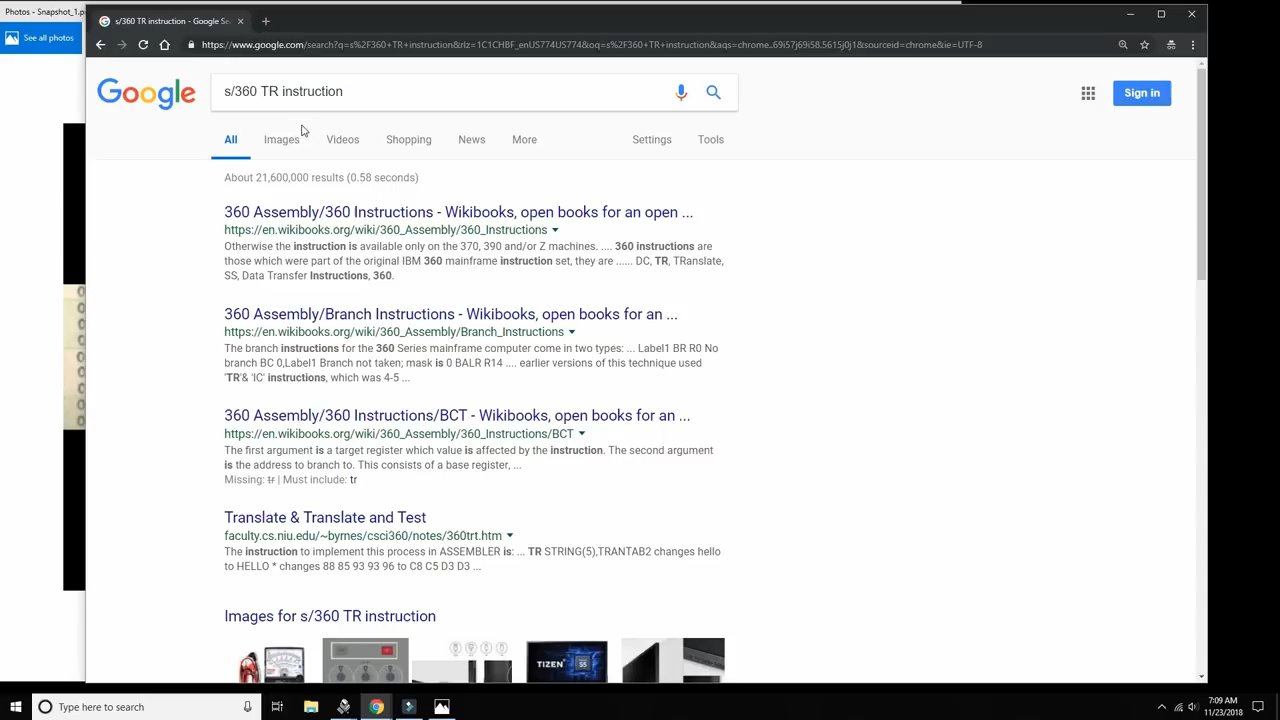 Photos - Snapshot_1.p
See all photos
s/360 TR instruction - Google Se
https://www.google.com/search?q=s%2F360+TR+instruction&rlz=1C1CHBF_enUS774US774&oq=s%2F360+TR+instruction&aqs=chrome..69i57j69i58.5615j0j1&sourceid=chrome&ie=UTF-8
Google
s/360 TR instruction
Sign in
All Images Videos Shopping News More Settings Tools
About 21,600,000 results (0.58 seconds)
360 Assembly/360 Instructions - Wikibooks, open books for an open ...
https://en.wikibooks.org/wiki/360_Assembly/360_Instructions
Otherwise the instruction is available only on the 370, 390 and/or Z machines. .... 360 instructions are
those which were part of the original IBM 360 mainframe instruction set, they are ...... DC, TR, TRanslate,
SS, Data Transfer Instructions, 360.
360 Assembly/Branch Instructions - Wikibooks, open books for an ...
https://en.wikibooks.org/wiki/360_Assembly/Branch_Instructions
The branch instructions for the 360 Series mainframe computer come in two types: ... Label1 BR R0 No
branch BC 0,Label1 Branch not taken; mask is 0 BALR R14 .... earlier versions of this technique used
'TR'& 'IC' instructions, which was 4-5 ...
360 Assembly/360 Instructions/BCT - Wikibooks, open books for an ...
https://en.wikibooks.org/wiki/360_Assembly/360_Instructions/BCT
The first argument is a target register which value is affected by the instruction. The second argument
is the address to branch to. This consists of a base register, ...
Missing: tr | Must include: tr
Translate & Translate and Test
faculty.cs.niu.edu/~byrnes/csci360/notes/360trt.htm
The instruction to implement this process in ASSEMBLER is: ... TR STRING(5),TRANTAB2 changes hello
to HELLO * changes 88 85 93 93 96 to C8 C5 D3 D3 ...
Images for s/360 TR instruction
TIZEN S5
Type here to search
7:09 AM
11/23/2018